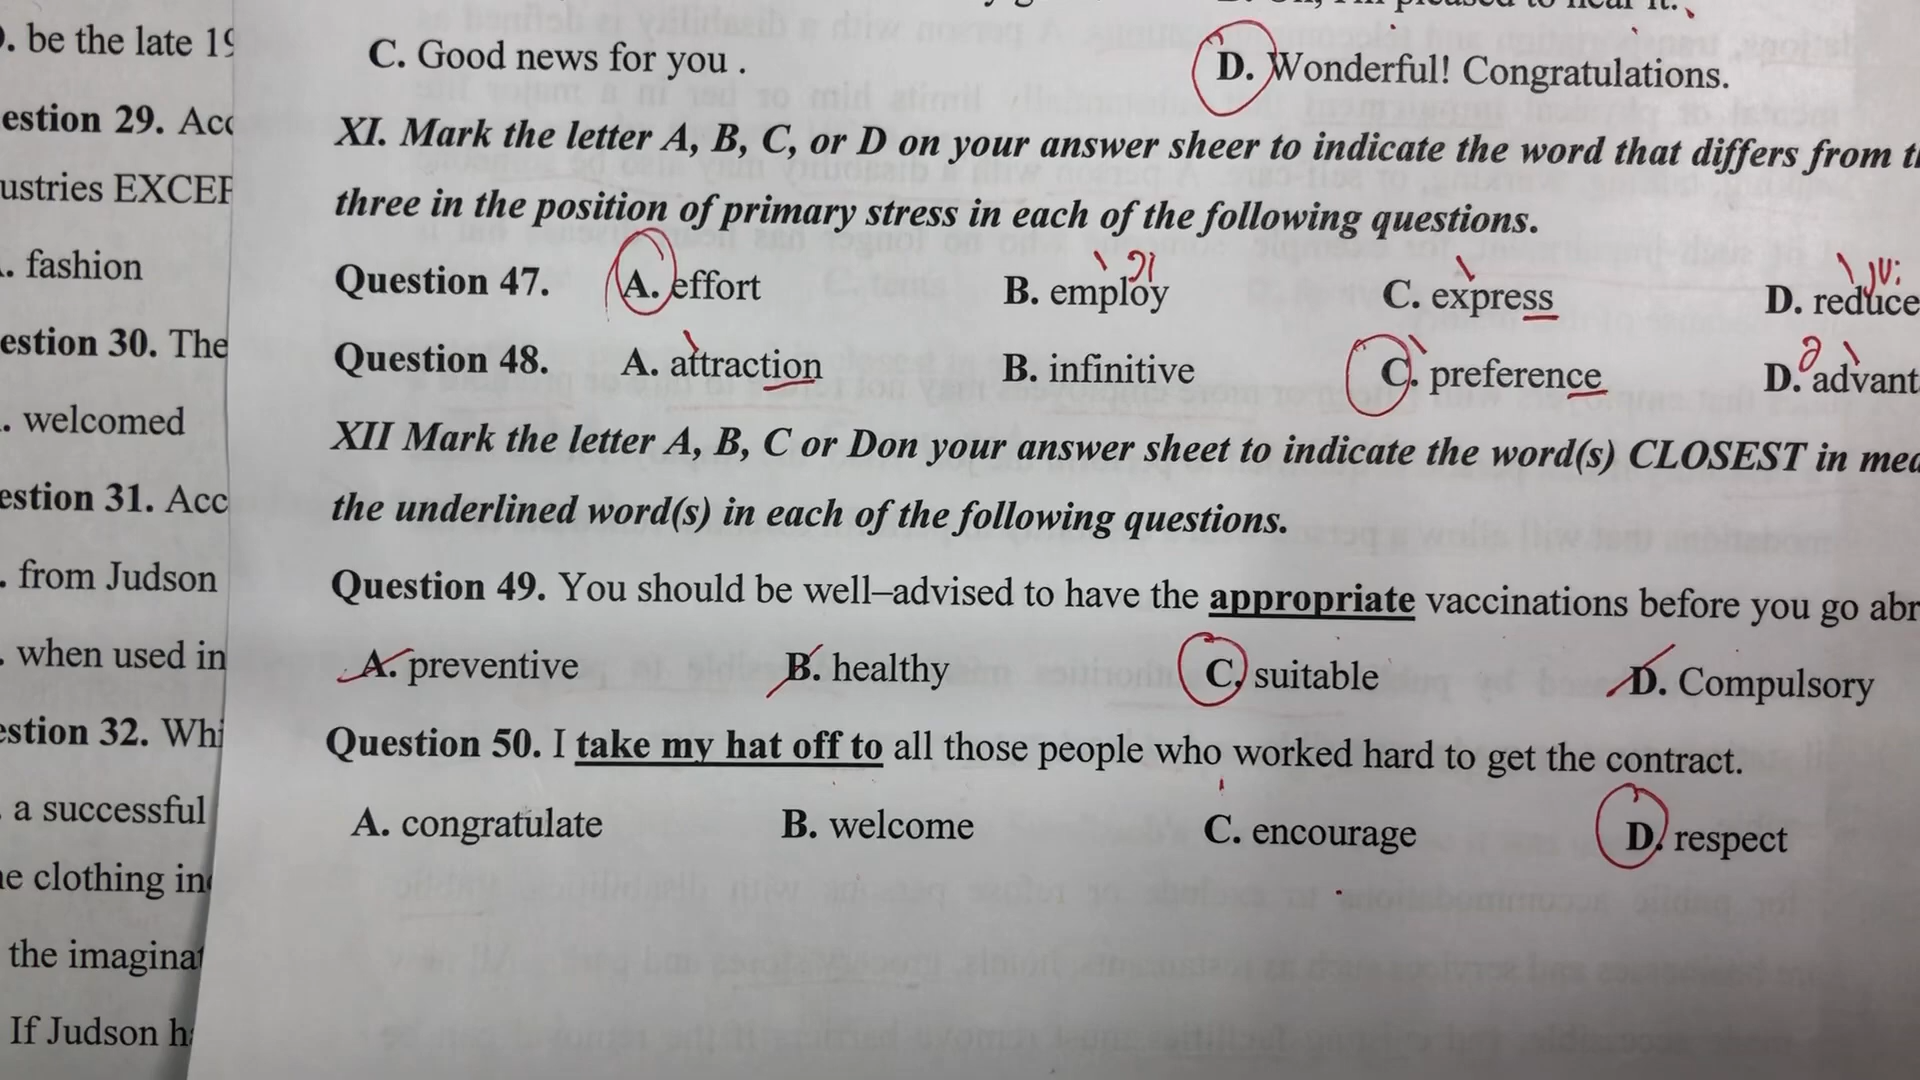 be the late 19
C. Good news for you .
D. Wonderful! Congratulations.
estion 29. Acc
ustries EXCEP
. fashion
estion 30. The
. welcomed
estion 31. Acc
. from Judson
. when used in
estion 32. Whi
a successful
e clothing in
the imaginat
If Judson ha
XI. Mark the letter A, B, C, or D on your answer sheer to indicate the word that differs from th
three in the position of primary stress in each of the following questions.
Question 47. A. effort B. employ C. express D. reduce
Question 48. A. attraction B. infinitive C. preference D. advant
XII Mark the letter A, B, C or Don your answer sheet to indicate the word(s) CLOSEST in mea
the underlined word(s) in each of the following questions.
Question 49. You should be well–advised to have the appropriate vaccinations before you go abr
A. preventive B. healthy C. suitable D. Compulsory
Question 50. I take my hat off to all those people who worked hard to get the contract.
A. congratulate B. welcome C. encourage D. respect